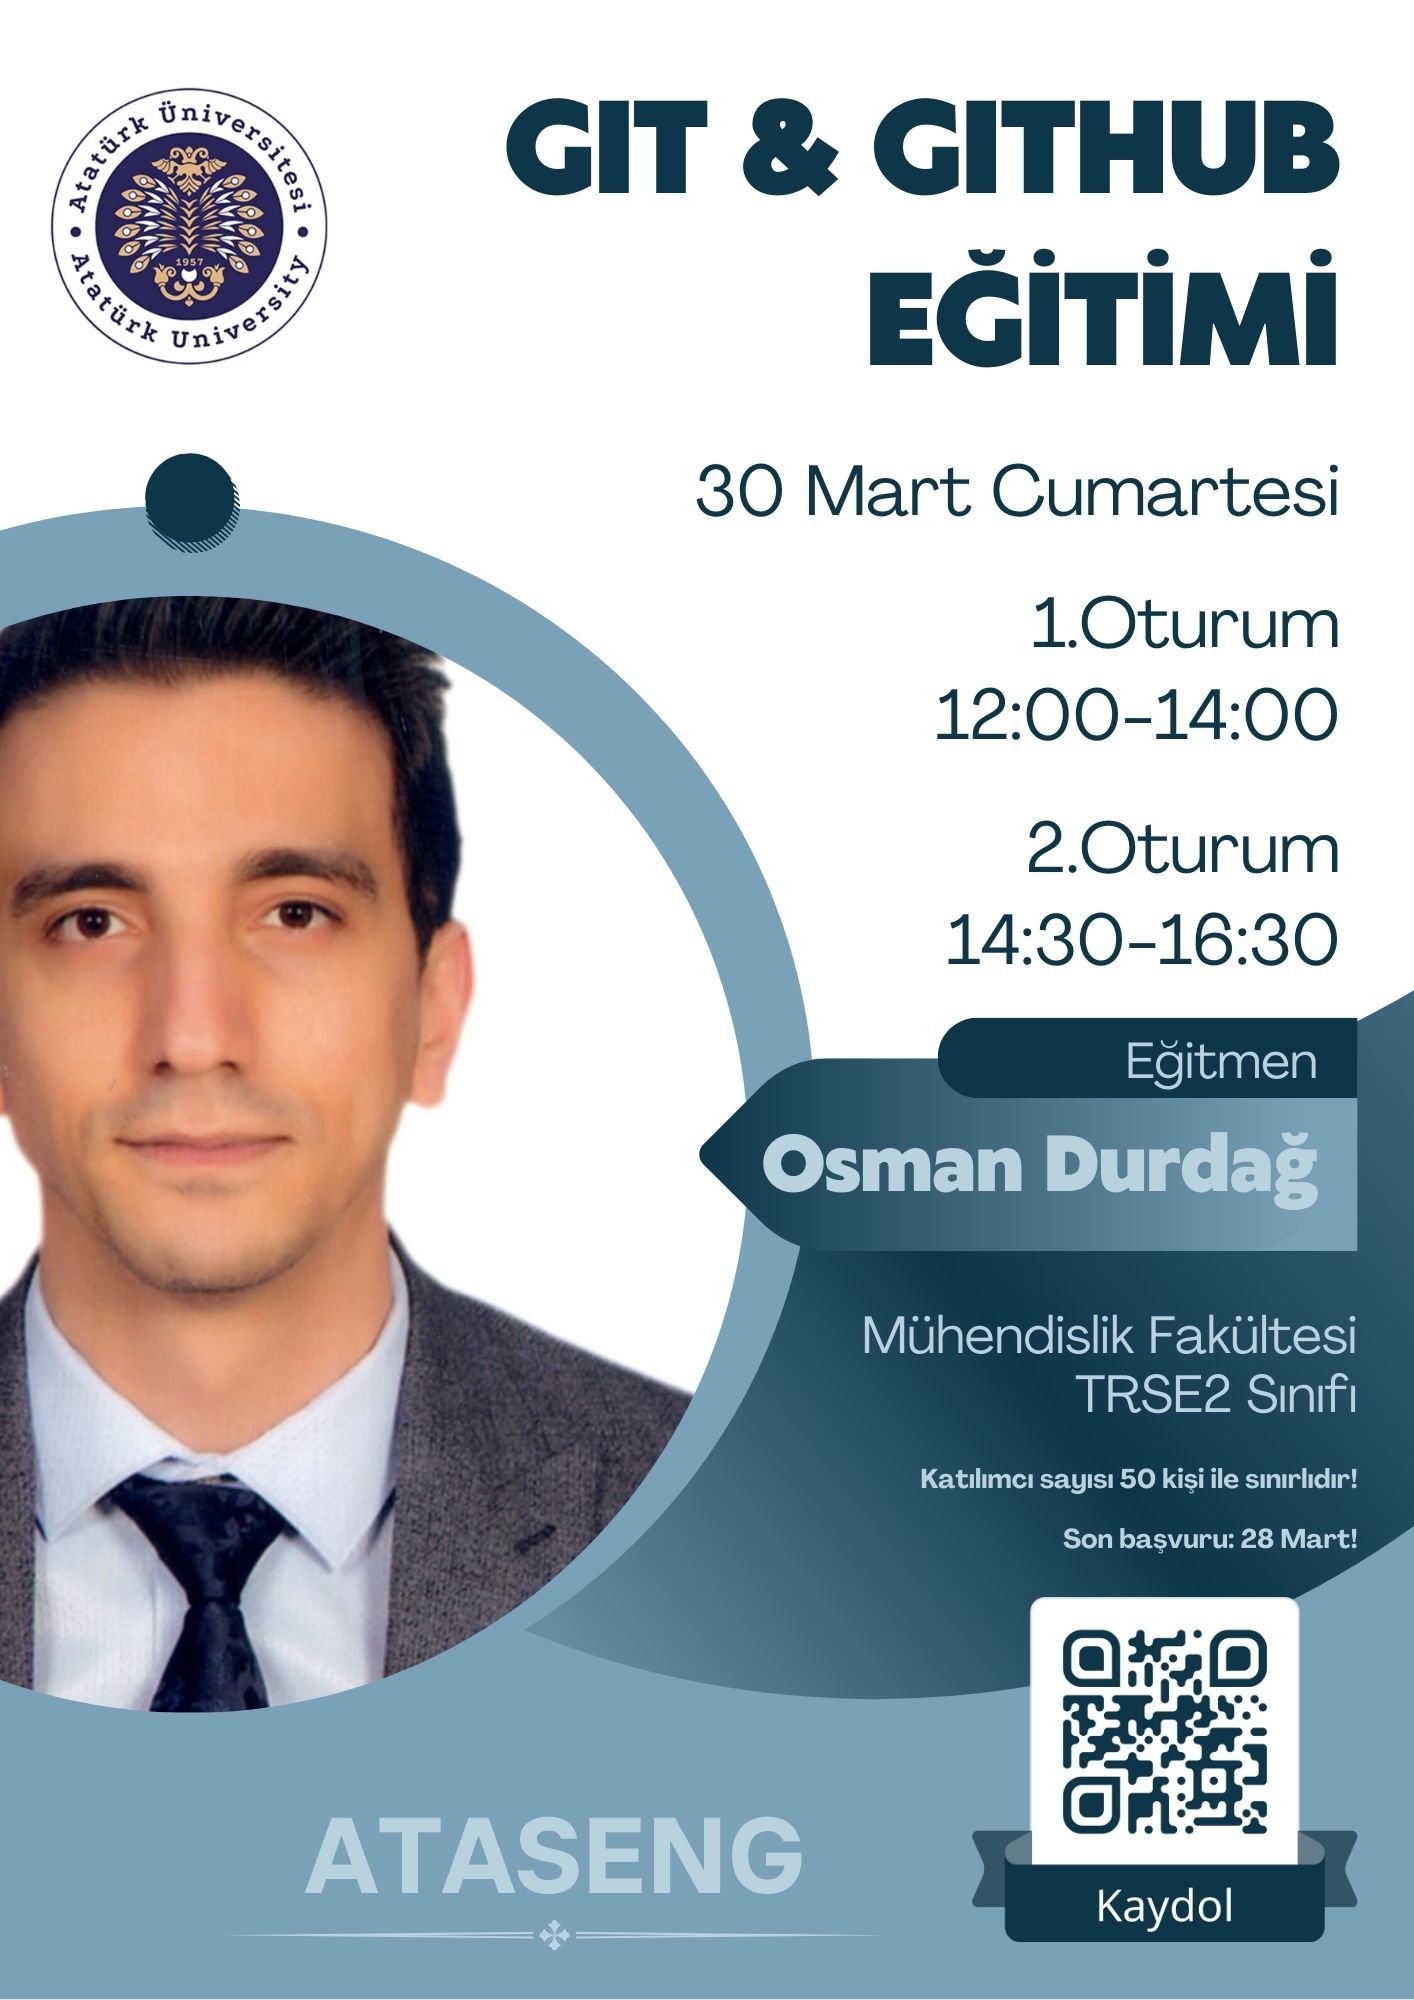 Atatürk Üniversitesi
1957
Atatürk University
GIT & GITHUB
EĞİTİMİ
30 Mart Cumartesi
1.Oturum
12:00-14:00
2.Oturum
14:30-16:30
Eğitmen
Osman Durdağ
Mühendislik Fakültesi
TRSE2 Sınıfı
Katılımcı sayısı 50 kişi ile sınırlıdır!
Son başvuru: 28 Mart!
ATASENG
Kaydol